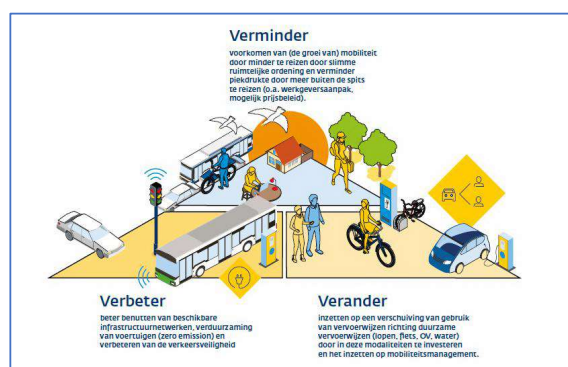 Verminder
voorkomen van (de groei van) mobiliteit
door minder te reizen door slimme
ruimtelijke ordening en verminder
piekdrukte door meer buiten de spits
te reizen (o.a. werkgeversaanpak,
mogelijk prijsbeleid).
Verbeter
beter benutten van beschikbare
infrastructuurnetwerken, verduurzaming
van voertuigen (zero emission) en
verbeteren van de verkeersveiligheid
Verander
inzetten op een verschuiving van gebruik
van vervoerwijzen richting duurzame
vervoerwijzen (lopen, fiets, OV, water)
door in deze modaliteiten te investeren
en het inzetten op mobiliteitsmanagement.